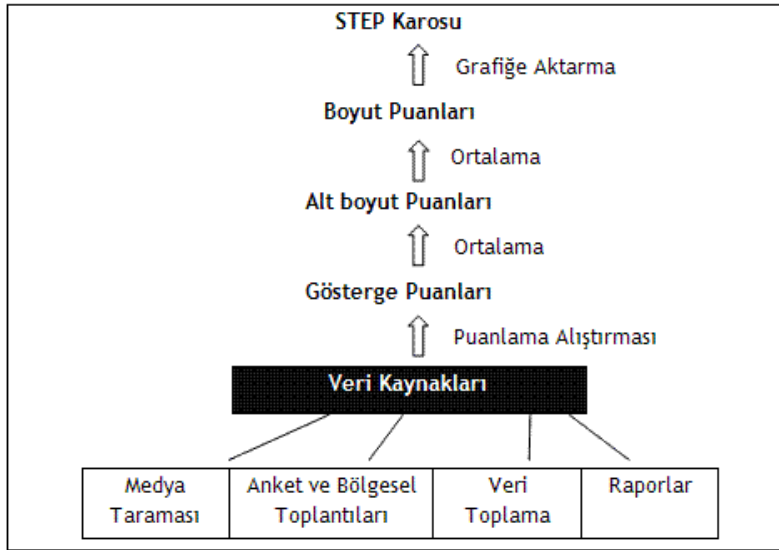 STEP Karosu
Grafiğe Aktarma
Boyut Puanları
Ortalama
Alt boyut Puanları
Ortalama
Gösterge Puanları
Puanlama Alıştırması
Veri Kaynakları
Medya
Taraması
Anket ve Bölgesel
Toplantıları
Veri
Toplama
Raporlar